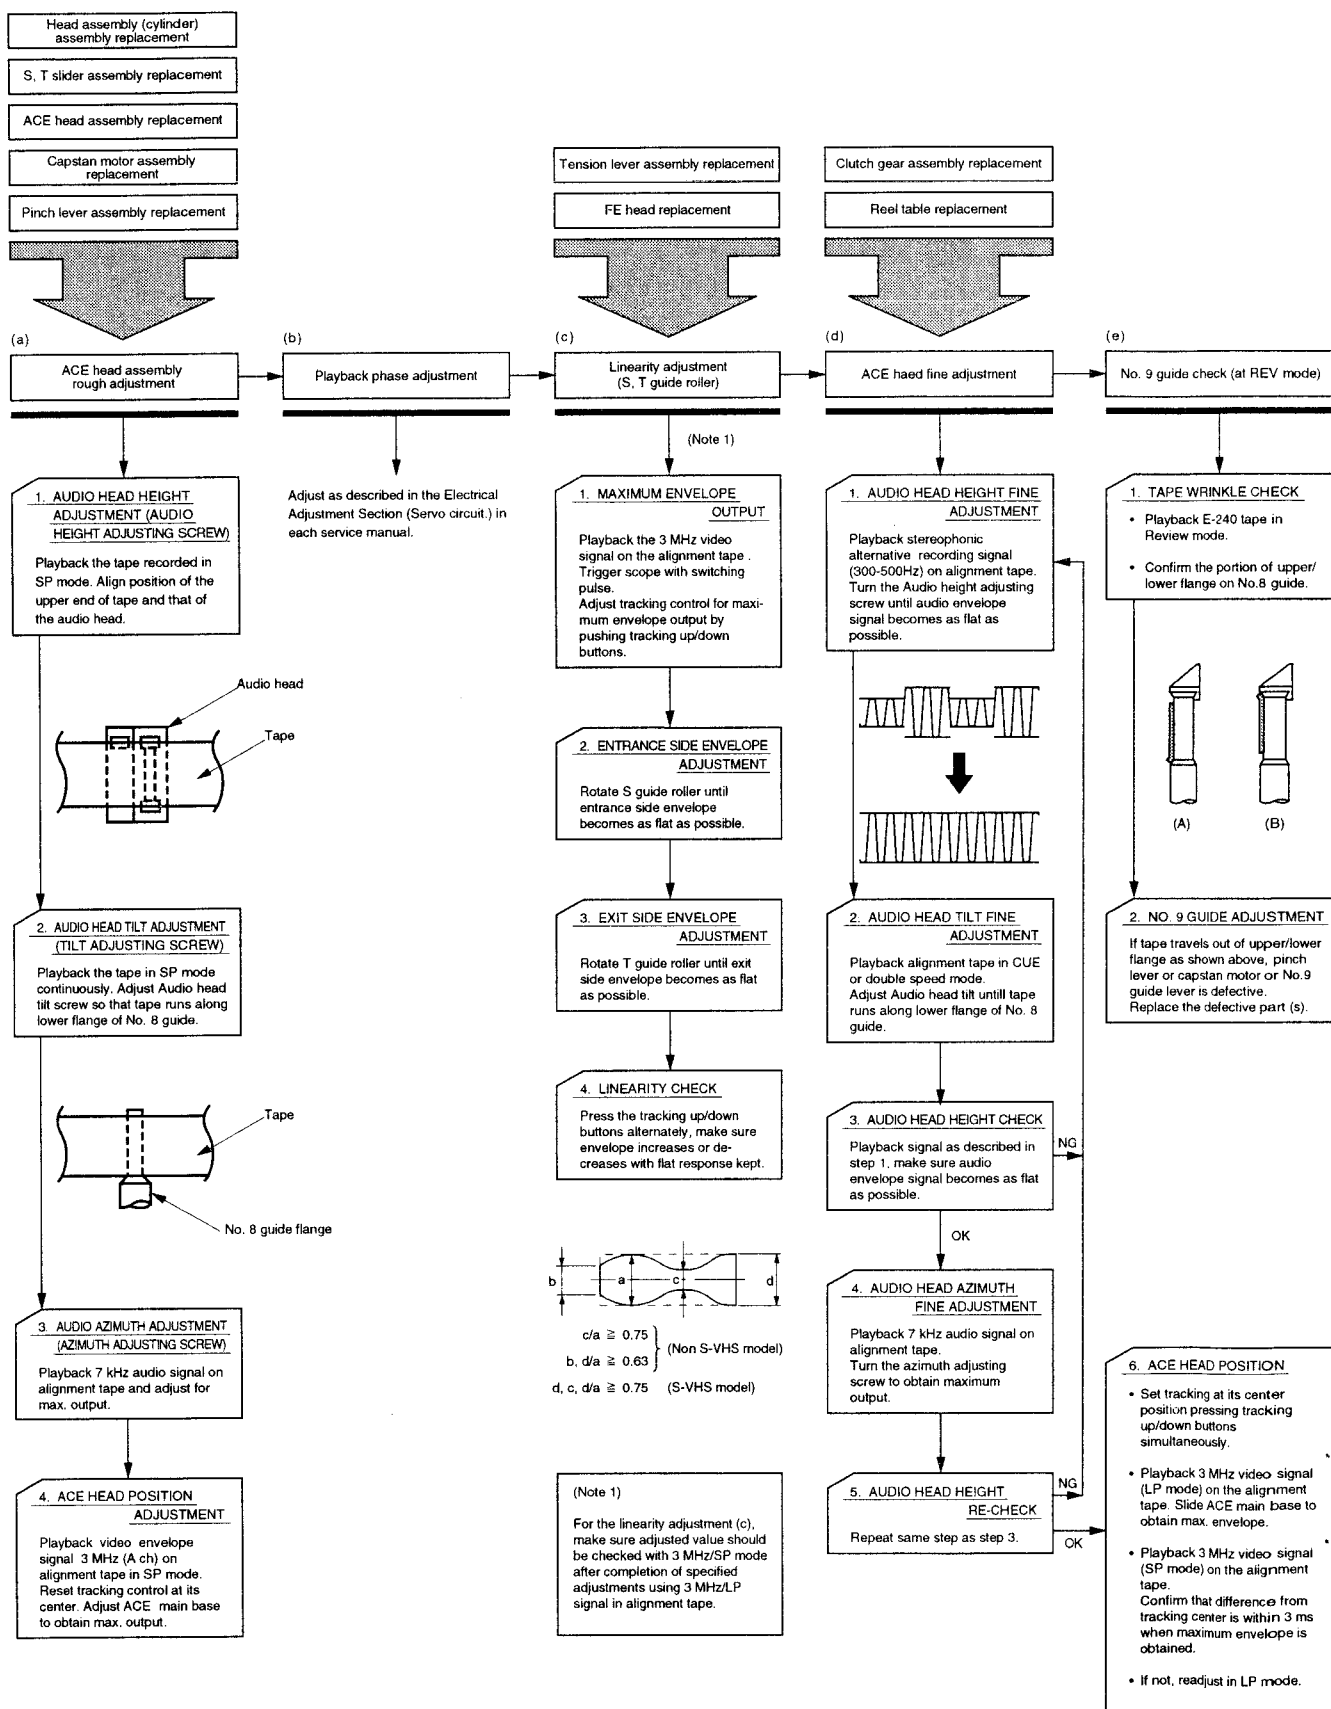 Head assembly (cylinder)
assembly replacement
S, T slider assembly replacement
ACE head assembly replacement
Capstan motor assembly
replacement
Pinch lever assembly replacement
Tension lever assembly replacement
FE head replacement
Clutch gear assembly replacement
Reel table replacement
(a)
ACE head assembly
rough adjustment
(b)
Playback phase adjustment
(c)
Linearity adjustment
(S, T guide roller)
(d)
ACE haed fine adjustment
(e)
No. 9 guide check (at REV mode)
1. AUDIO HEAD HEIGHT
ADJUSTMENT (AUDIO
HEIGHT ADJUSTING SCREW)
Playback the tape recorded in
SP mode. Align position of the
upper end of tape and that of
the audio head.
Audio head
Tape
2. AUDIO HEAD TILT ADJUSTMENT
(TILT ADJUSTING SCREW)
Playback the tape in SP mode
continuously. Adjust Audio head
tilt screw so that tape runs along
lower flange of No. 8 guide.
Tape
No. 8 guide flange
3. AUDIO AZIMUTH ADJUSTMENT
(AZIMUTH ADJUSTING SCREW)
Playback 7 kHz audio signal on
alignment tape and adjust for
max. output.
4. ACE HEAD POSITION
ADJUSTMENT
Playback video envelope
signal 3 MHz (A ch) on
alignment tape in SP mode.
Reset tracking control at its
center. Adjust ACE main base
to obtain max. output.
Adjust as described in the Electrical
Adjustment Section (Servo circuit.) in
each service manual.
(Note 1)
1. MAXIMUM ENVELOPE
OUTPUT
Playback the 3 MHz video
signal on the alignment tape .
Trigger scope with switching
pulse.
Adjust tracking control for maxi-
mum envelope output by
pushing tracking up/down
buttons.
2. ENTRANCE SIDE ENVELOPE
ADJUSTMENT
Rotate S guide roller until
entrance side envelope
becomes as flat as possible.
3. EXIT SIDE ENVELOPE
ADJUSTMENT
Rotate T guide roller until exit
side envelope becomes as flat
as possible.
4. LINEARITY CHECK
Press the tracking up/down
buttons alternately, make sure
envelope increases or de-
creases with flat response kept.
b a c d
c/a ≧ 0.75
b, d/a ≧ 0.63
(Non S-VHS model)
d, c, d/a ≧ 0.75 (S-VHS model)
(Note 1)
For the linearity adjustment (c),
make sure adjusted value should
be checked with 3 MHz/SP mode
after completion of specified
adjustments using 3 MHz/LP
signal in alignment tape.
1. AUDIO HEAD HEIGHT FINE
ADJUSTMENT
Playback stereophonic
alternative recording signal
(300-500Hz) on alignment tape.
Turn the Audio height adjusting
screw until audio envelope
signal becomes as flat as
possible.
2. AUDIO HEAD TILT FINE
ADJUSTMENT
Playback alignment tape in CUE
or double speed mode.
Adjust Audio head tilt untill tape
runs along lower flange of No. 8
guide.
3. AUDIO HEAD HEIGHT CHECK
Playback signal as described in
step 1, make sure audio
envelope signal becomes as flat
as possible.
NG
OK
4. AUDIO HEAD AZIMUTH
FINE ADJUSTMENT
Playback 7 kHz audio signal on
alignment tape.
Turn the azimuth adjusting
screw to obtain maximum
output.
5. AUDIO HEAD HEIGHT
RE-CHECK
Repeat same step as step 3.
NG
OK
1. TAPE WRINKLE CHECK
• Playback E-240 tape in
Review mode.
• Confirm the portion of upper/
lower flange on No.8 guide.
(A) (B)
2. NO. 9 GUIDE ADJUSTMENT
If tape travels out of upper/lower
flange as shown above, pinch
lever or capstan motor or No.9
guide lever is defective.
Replace the defective part (s).
6. ACE HEAD POSITION
• Set tracking at its center
position pressing tracking
up/down buttons
simultaneously.
• Playback 3 MHz video signal
(LP mode) on the alignment
tape. Slide ACE main base to
obtain max. envelope.
• Playback 3 MHz video signal
(SP mode) on the alignment
tape.
Confirm that difference from
tracking center is within 3 ms
when maximum envelope is
obtained.
• If not, readjust in LP mode.